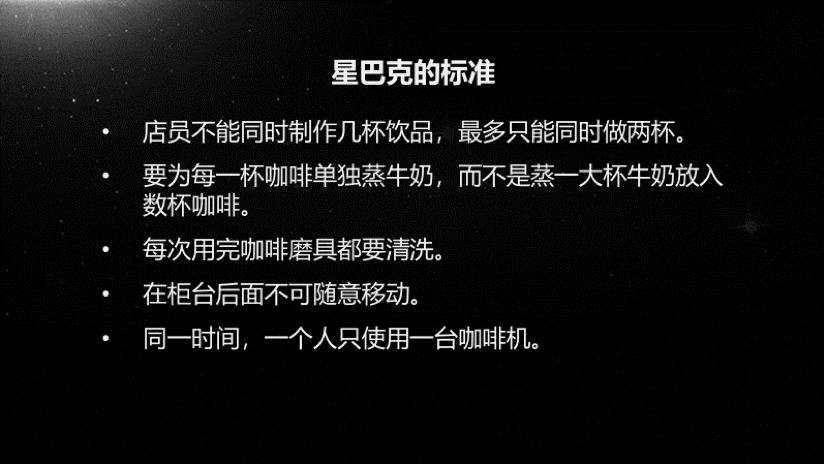 星巴克的标准
• 店员不能同时制作几杯饮品，最多只能同时做两杯。
• 要为每一杯咖啡单独蒸牛奶，而不是蒸一大杯牛奶放入
数杯咖啡。
• 每次用完咖啡磨具都要清洗。
• 在柜台后面不可随意移动。
• 同一时间，一个人只使用一台咖啡机。